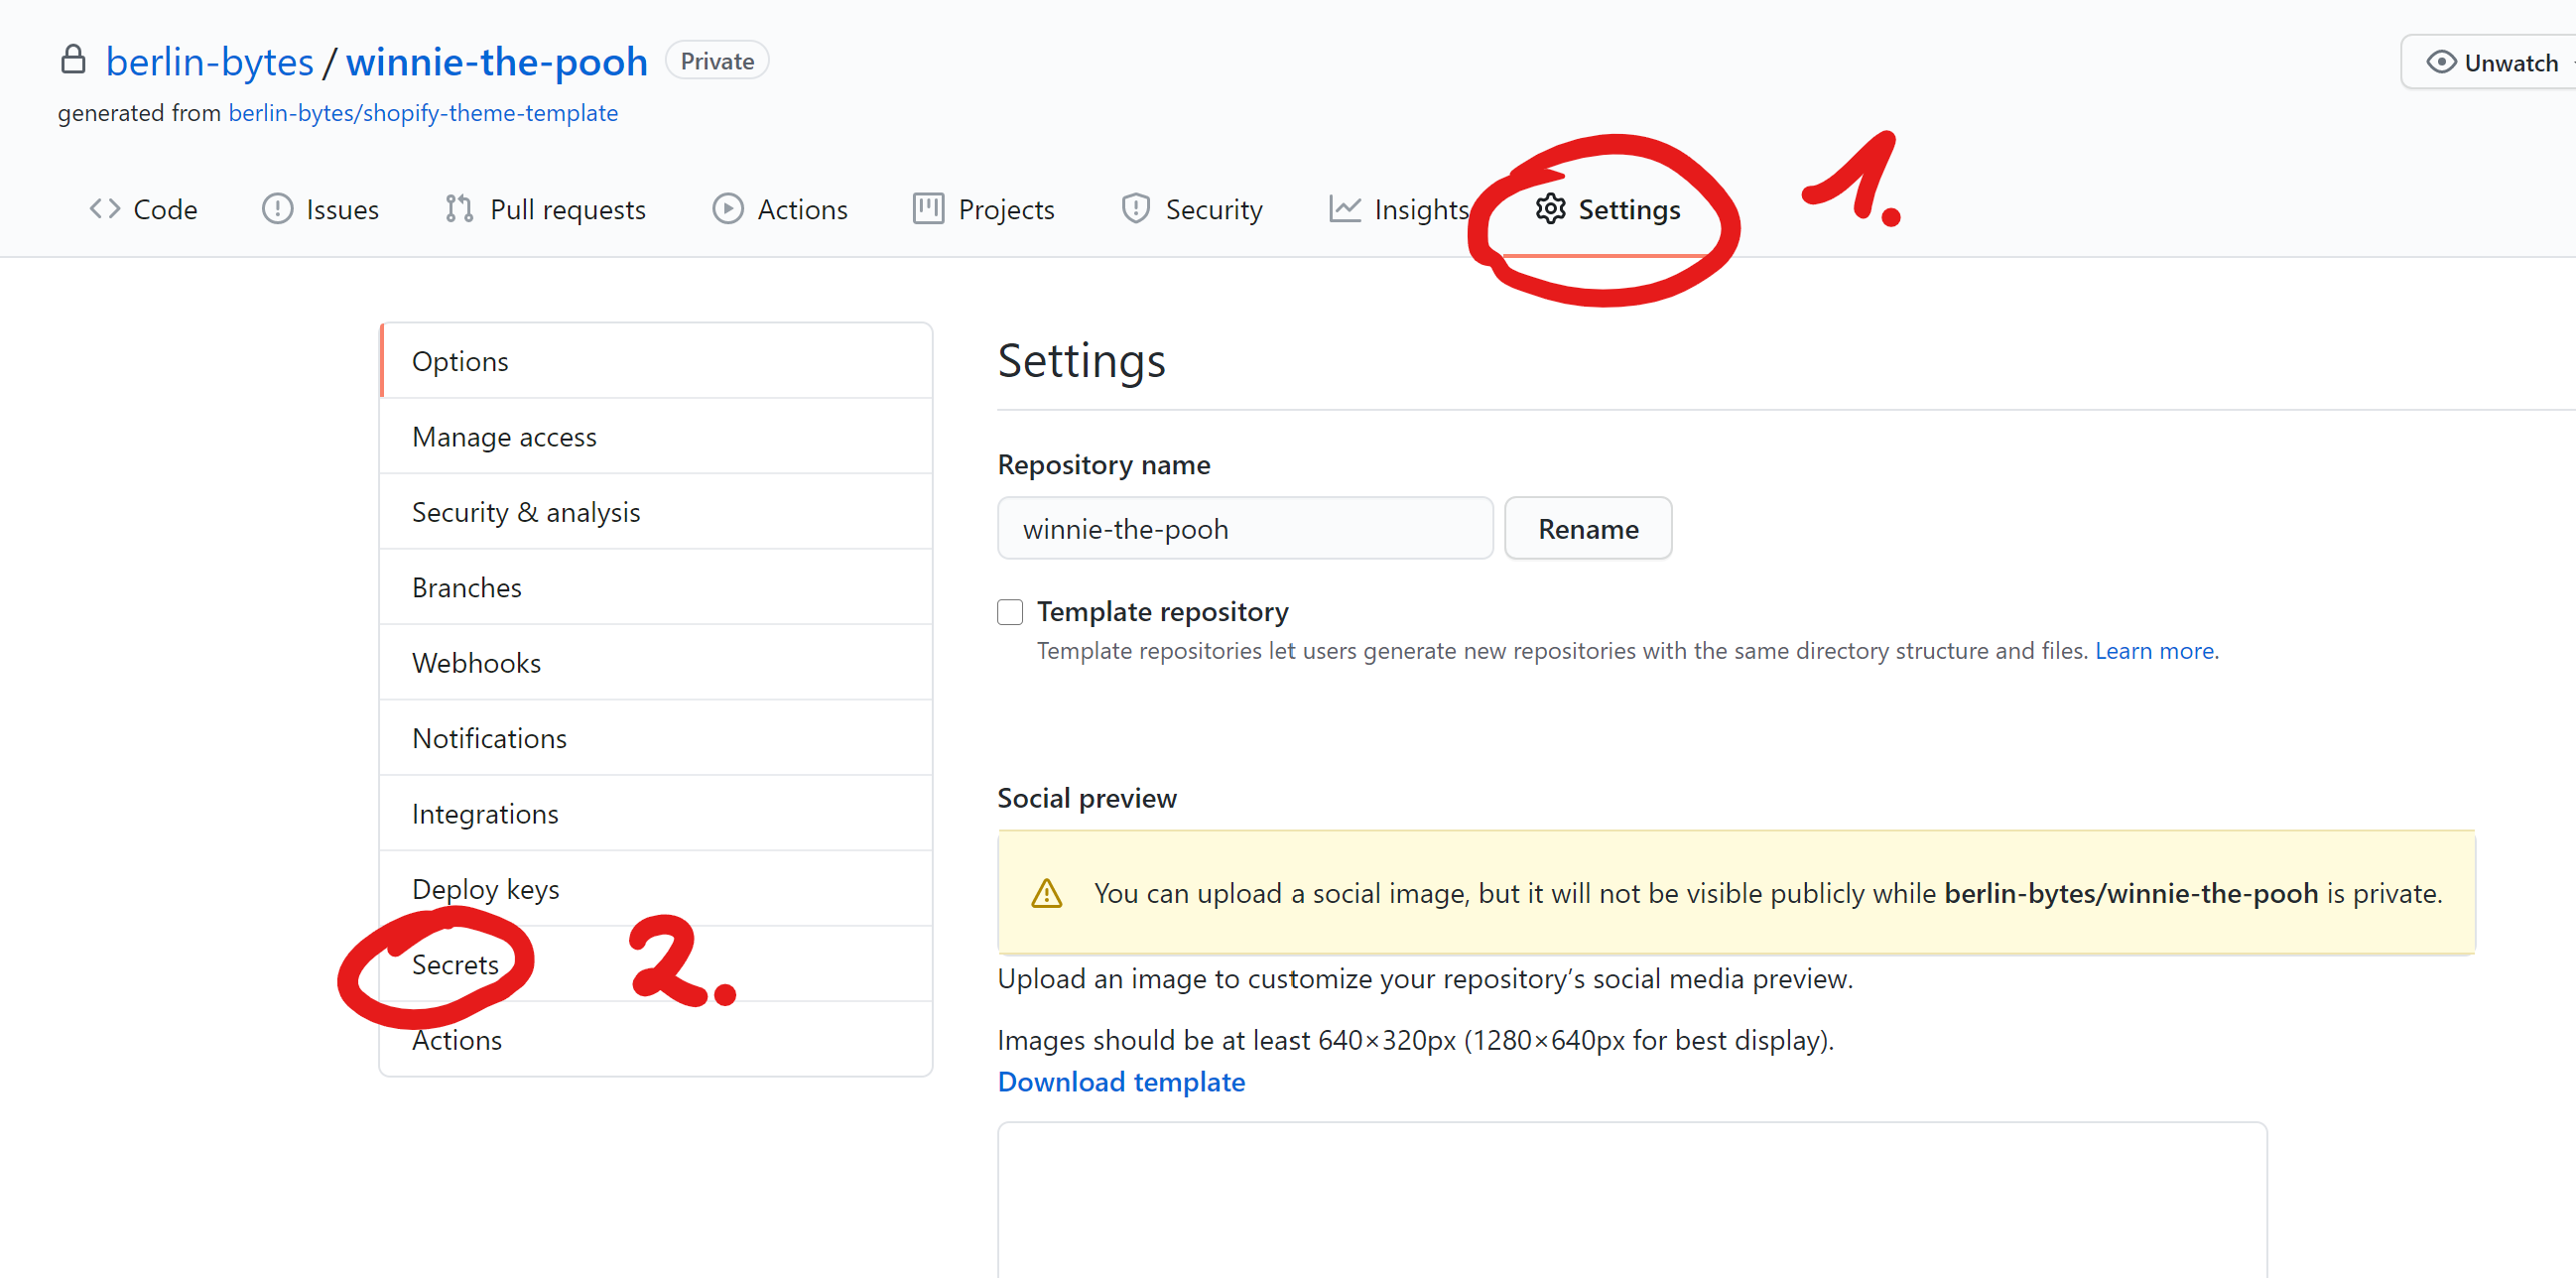 berlin-bytes / winnie-the-pooh Private
Unwatch
generated from berlin-bytes/shopify-theme-template
1.
Code Issues Pull requests Actions Projects Security Insights Settings
Options
Manage access
Security & analysis
Branches
Webhooks
Notifications
Integrations
Deploy keys
Secrets 2.
Actions
Settings
Repository name
winnie-the-pooh Rename
Template repository
Template repositories let users generate new repositories with the same directory structure and files. Learn more.
Social preview
You can upload a social image, but it will not be visible publicly while berlin-bytes/winnie-the-pooh is private.
Upload an image to customize your repository’s social media preview.
Images should be at least 640×320px (1280×640px for best display).
Download template